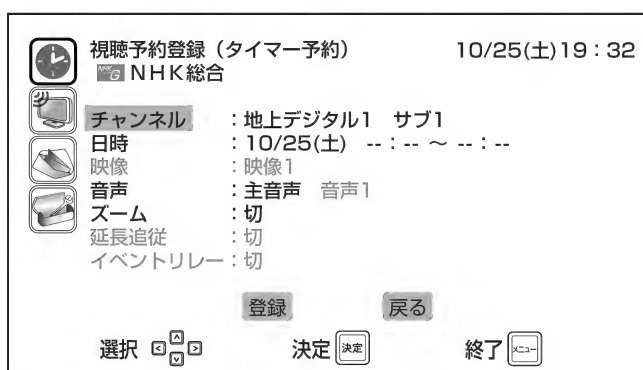 視聴予約登録（タイマー予約） 10/25(土)19：32
NHK G NHK総合
チャンネル ：地上デジタル1 サブ1
日時 ：10/25(土) --：-- ～ --：--
映像 ：映像1
音声 ：主音声 音声1
ズーム ：切
延長追従 ：切
イベントリレー：切
登録 戻る
選択 決定 決定 終了 メニュー